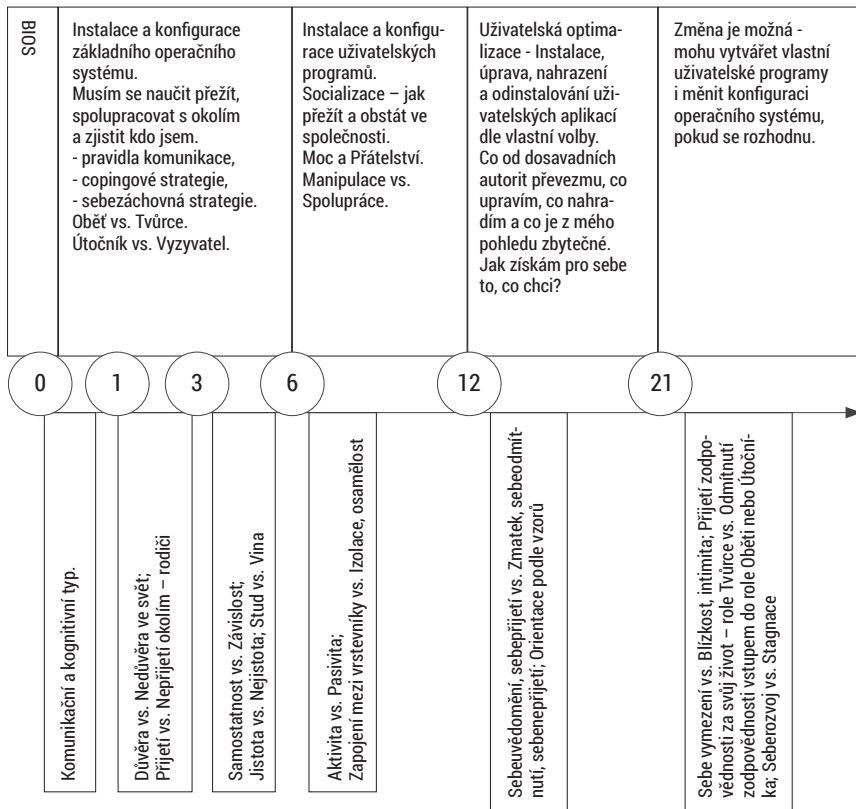 BIOS
Instalace a konfigurace
základního operačního
systému.
Musím se naučit přežít,
spolupracovat s okolím
a zjistit kdo jsem.
- pravidla komunikace,
- copingové strategie,
- sebezáchovná strategie.
Oběť vs. Tvůrce.
Útočník vs. Vyzyvatel.
Instalace a konfigu-
race uživatelských
programů.
Socializace – jak
přežít a obstát ve
společnosti.
Moc a Přátelství.
Manipulace vs.
Spolupráce.
Uživatelská optima-
lizace - Instalace,
úprava, nahrazení
a odinstalování uži-
vatelských aplikací
dle vlastní volby.
Co od dosavadních
autorit převezmu, co
upravím, co nahra-
dím a co je z mého
pohledu zbytečné.
Jak získám pro sebe
to, co chci?
Změna je možná -
mohu vytvářet vlastní
uživatelské programy
i měnit konfiguraci
operačního systému,
pokud se rozhodnu.
0
1
3
6
12
21
Komunikační a kognitivní typ.
Důvěra vs. Nedůvěra ve svět;
Přijetí vs. Nepřijetí okolím – rodiči
Samostatnost vs. Závislost;
Jistota vs. Nejistota; Stud vs. Vina
Aktivita vs. Pasivita;
Zapojení mezi vrstevníky vs. Izolace, osamělost
Sebeuvědomění, sebepřijetí vs. Zmatek, sebeodmít-
nutí, sebenepřijetí; Orientace podle vzorů
Sebe vymezení vs. Blízkost, intimita; Přijetí zodpo-
vědnosti za svůj život – role Tvůrce vs. Odmítnutí
zodpovědnosti vstupem do role Oběti nebo Útoční-
ka; Seberozvoj vs. Stagnace